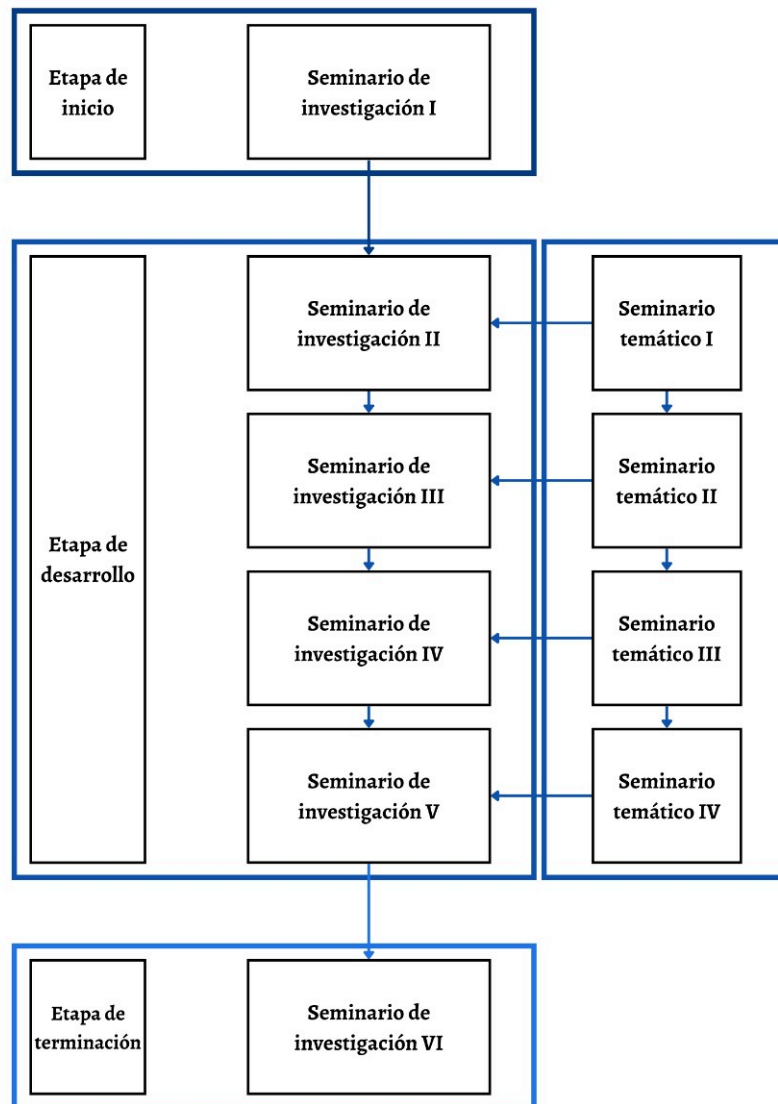 Etapa de
inicio
Seminario de
investigación I
Seminario de
investigación II
Seminario
temático I
Seminario de
investigación III
Seminario
temático II
Etapa de
desarrollo
Seminario de
investigación IV
Seminario
temático III
Seminario de
investigación V
Seminario
temático IV
Etapa de
terminación
Seminario de
investigación VI